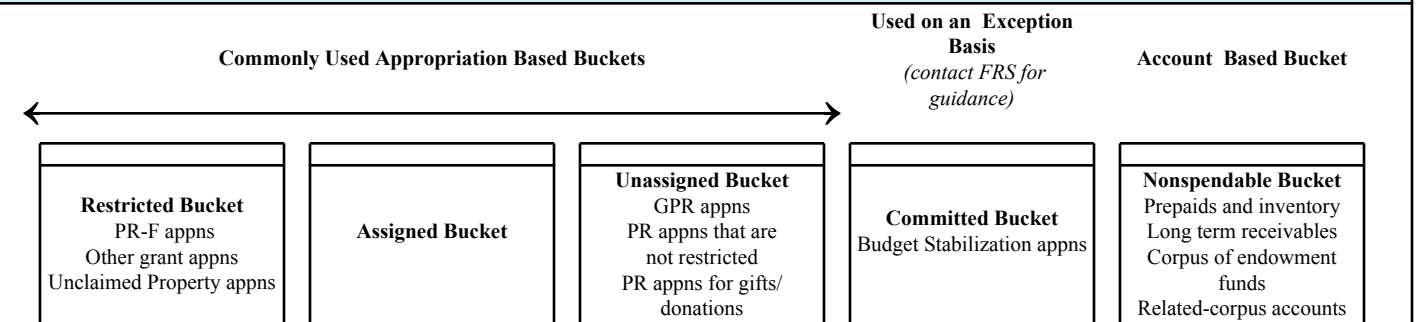 Commonly Used Appropriation Based Buckets
Used on an Exception
Basis
(contact FRS for
guidance)
Account Based Bucket
Restricted Bucket
PR-F appns
Other grant appns
Unclaimed Property appns
Assigned Bucket
Unassigned Bucket
GPR appns
PR appns that are
not restricted
PR appns for gifts/
donations
Committed Bucket
Budget Stabilization appns
Nonspendable Bucket
Prepaids and inventory
Long term receivables
Corpus of endowment
funds
Related-corpus accounts